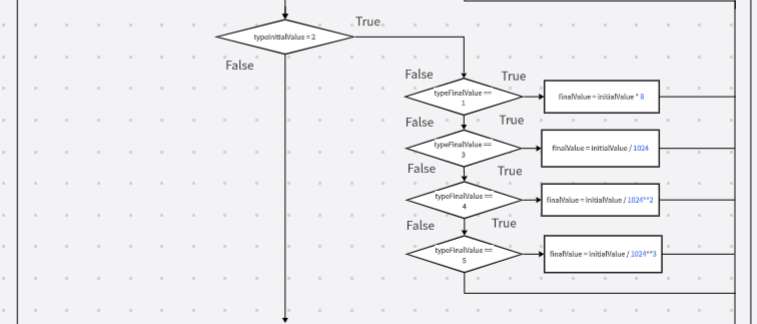 True
typeInitialValue = 2
False
False
True
typeFinalValue ==
1
finalValue = initialValue * 8
False
True
typeFinalValue ==
3
finalValue = initialValue / 1024
False
True
typeFinalValue ==
4
finalValue = initialValue / 1024**2
False
True
typeFinalValue ==
5
finalValue = initialValue / 1024**3